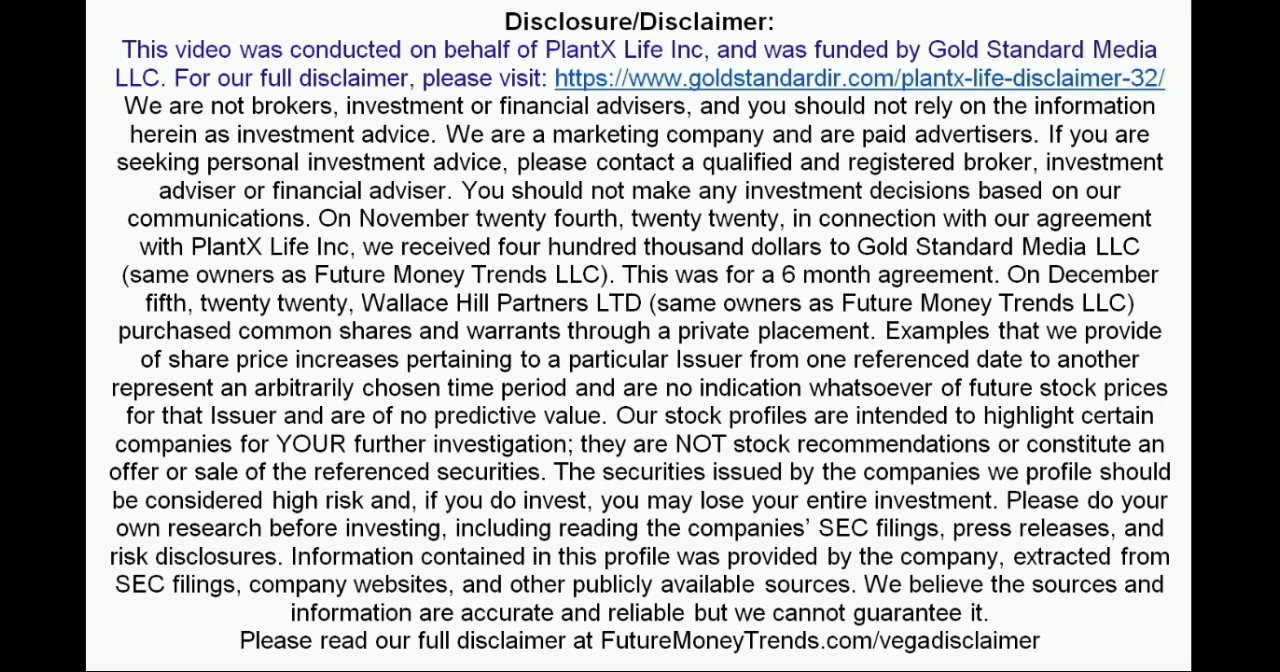 Disclosure/Disclaimer:
This video was conducted on behalf of PlantX Life Inc, and was funded by Gold Standard Media
LLC. For our full disclaimer, please visit: https://www.goldstandardir.com/plantx-life-disclaimer-32/
We are not brokers, investment or financial advisers, and you should not rely on the information
herein as investment advice. We are a marketing company and are paid advertisers. If you are
seeking personal investment advice, please contact a qualified and registered broker, investment
adviser or financial adviser. You should not make any investment decisions based on our
communications. On November twenty fourth, twenty twenty, in connection with our agreement
with PlantX Life Inc, we received four hundred thousand dollars to Gold Standard Media LLC
(same owners as Future Money Trends LLC). This was for a 6 month agreement. On December
fifth, twenty twenty, Wallace Hill Partners LTD (same owners as Future Money Trends LLC)
purchased common shares and warrants through a private placement. Examples that we provide
of share price increases pertaining to a particular Issuer from one referenced date to another
represent an arbitrarily chosen time period and are no indication whatsoever of future stock prices
for that Issuer and are of no predictive value. Our stock profiles are intended to highlight certain
companies for YOUR further investigation; they are NOT stock recommendations or constitute an
offer or sale of the referenced securities. The securities issued by the companies we profile should
be considered high risk and, if you do invest, you may lose your entire investment. Please do your
own research before investing, including reading the companies’ SEC filings, press releases, and
risk disclosures. Information contained in this profile was provided by the company, extracted from
SEC filings, company websites, and other publicly available sources. We believe the sources and
information are accurate and reliable but we cannot guarantee it.
Please read our full disclaimer at FutureMoneyTrends.com/vegadisclaimer